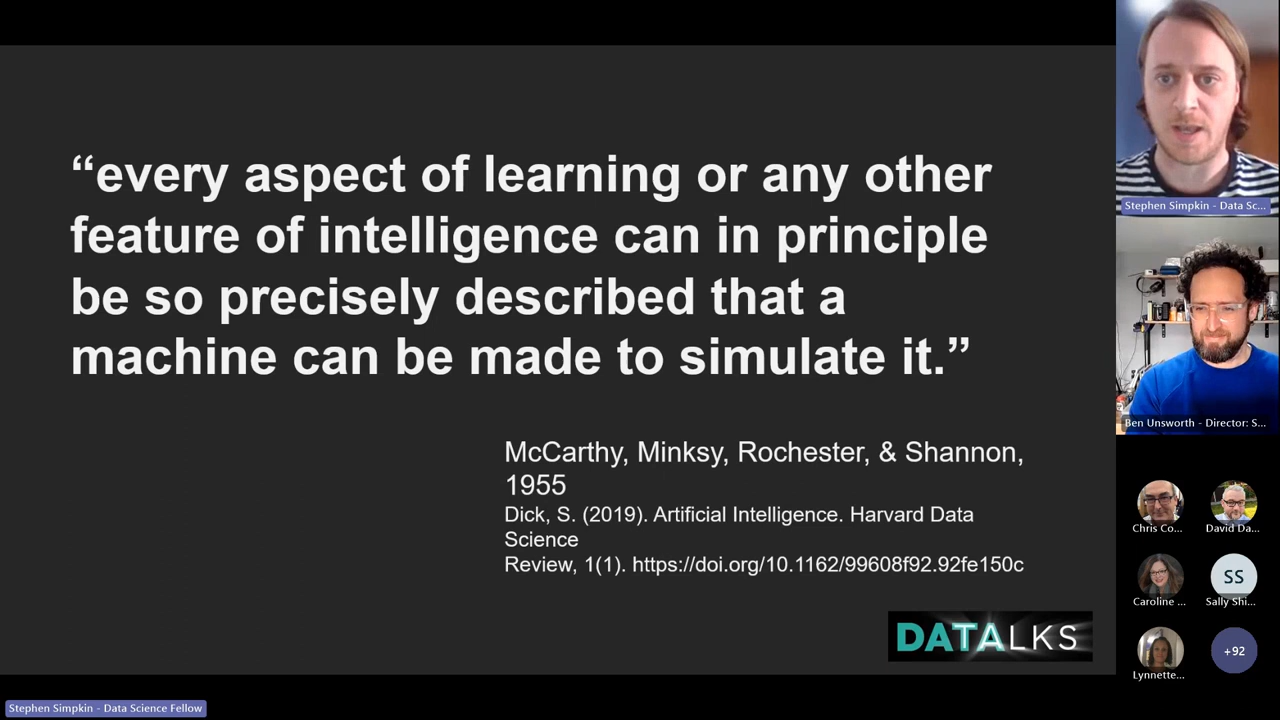 “every aspect of learning or any other
feature of intelligence can in principle
be so precisely described that a
machine can be made to simulate it.”
McCarthy, Minksy, Rochester, & Shannon,
1955
Dick, S. (2019). Artificial Intelligence. Harvard Data
Science
Review, 1(1). https://doi.org/10.1162/99608f92.92fe150c
DATALKS
Stephen Simpkin - Data Sc...
Ben Unsworth - Director: S...
Chris Co...
David Da...
Caroline ...
SS
Sally Shi...
Lynnette...
+92
Stephen Simpkin - Data Science Fellow